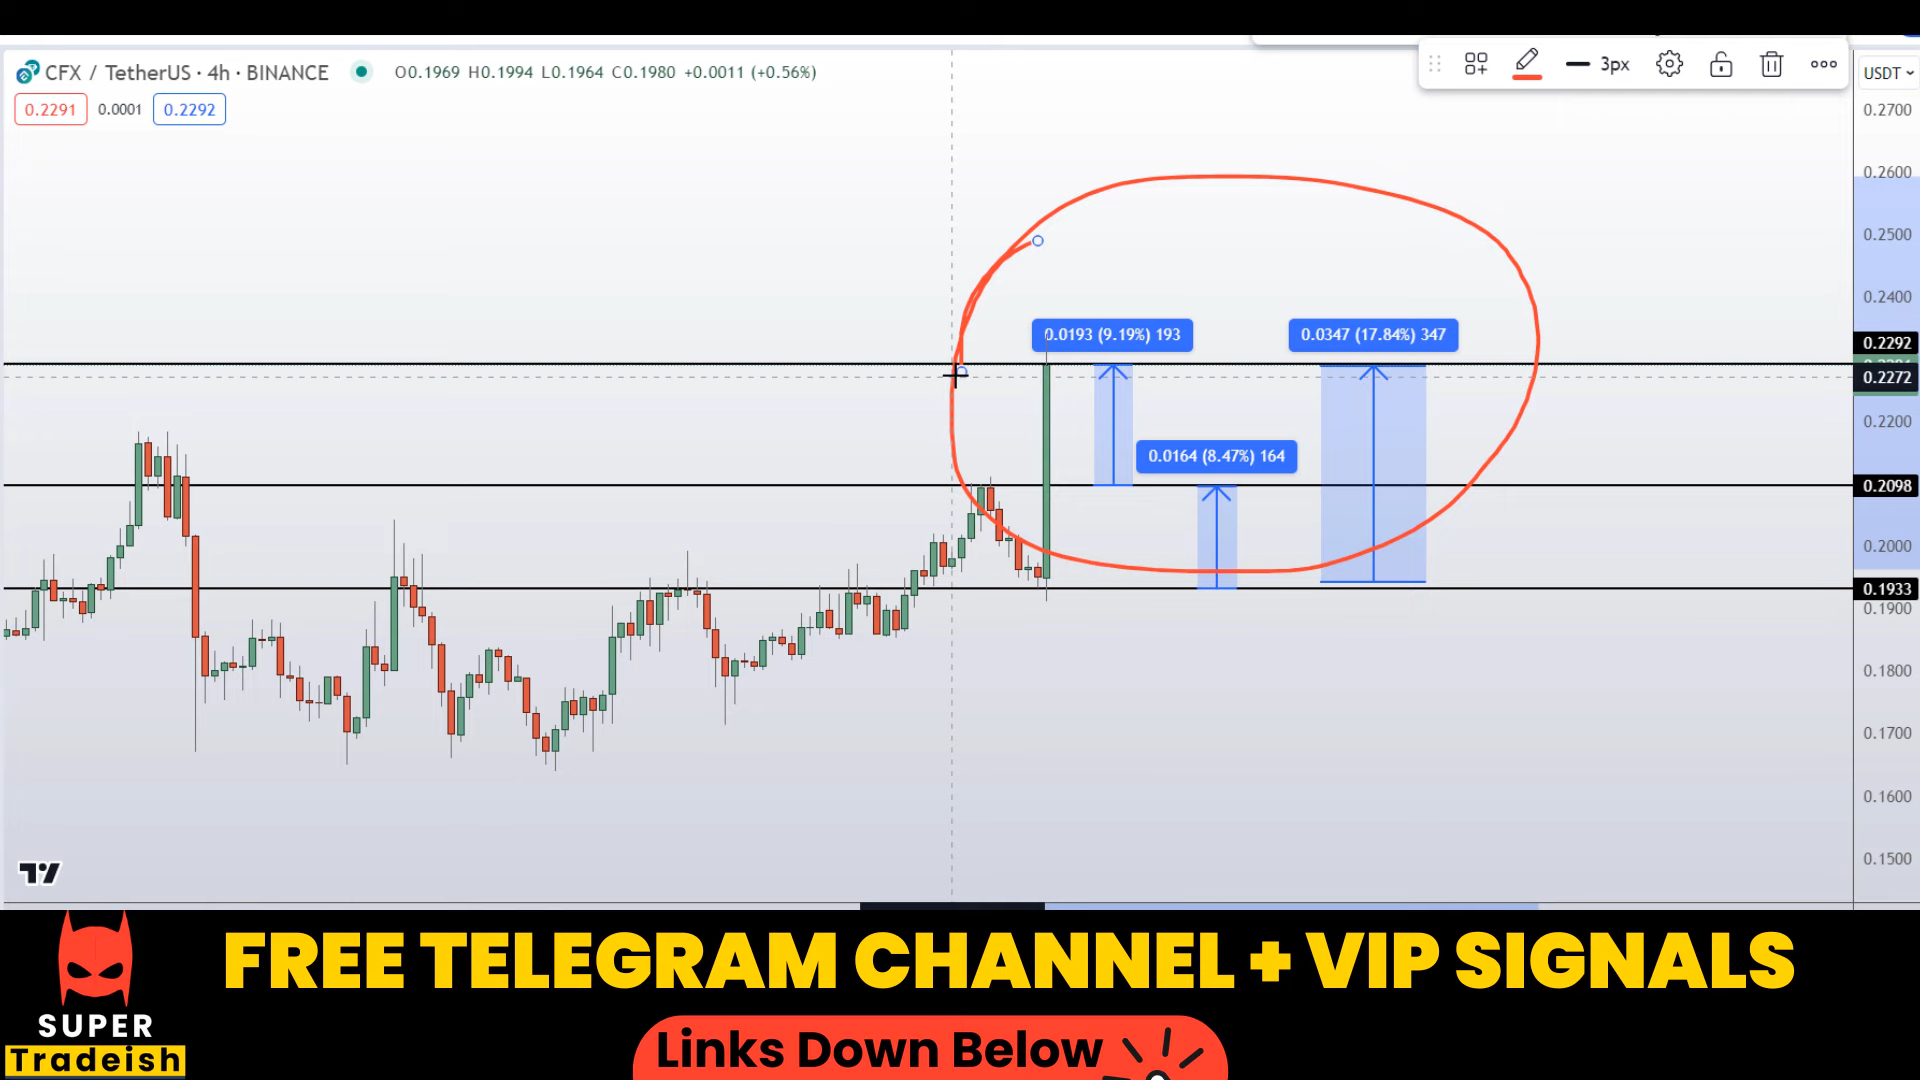 CFX / TetherUS · 4h · BINANCE O0.1969 H0.1994 L0.1964 C0.1980 +0.0011 (+0.56%)
3px
USDT
0.2291 0.0001 0.2292
0.2700
0.2600
0.2500
0.2400
0.0193 (9.19%) 193
0.0347 (17.84%) 347
0.2292
0.2272
0.2200
0.0164 (8.47%) 164
0.2098
0.2000
0.1933
0.1900
0.1800
0.1700
0.1600
0.1500
FREE TELEGRAM CHANNEL + VIP SIGNALS
SUPER
Tradeish
Links Down Below